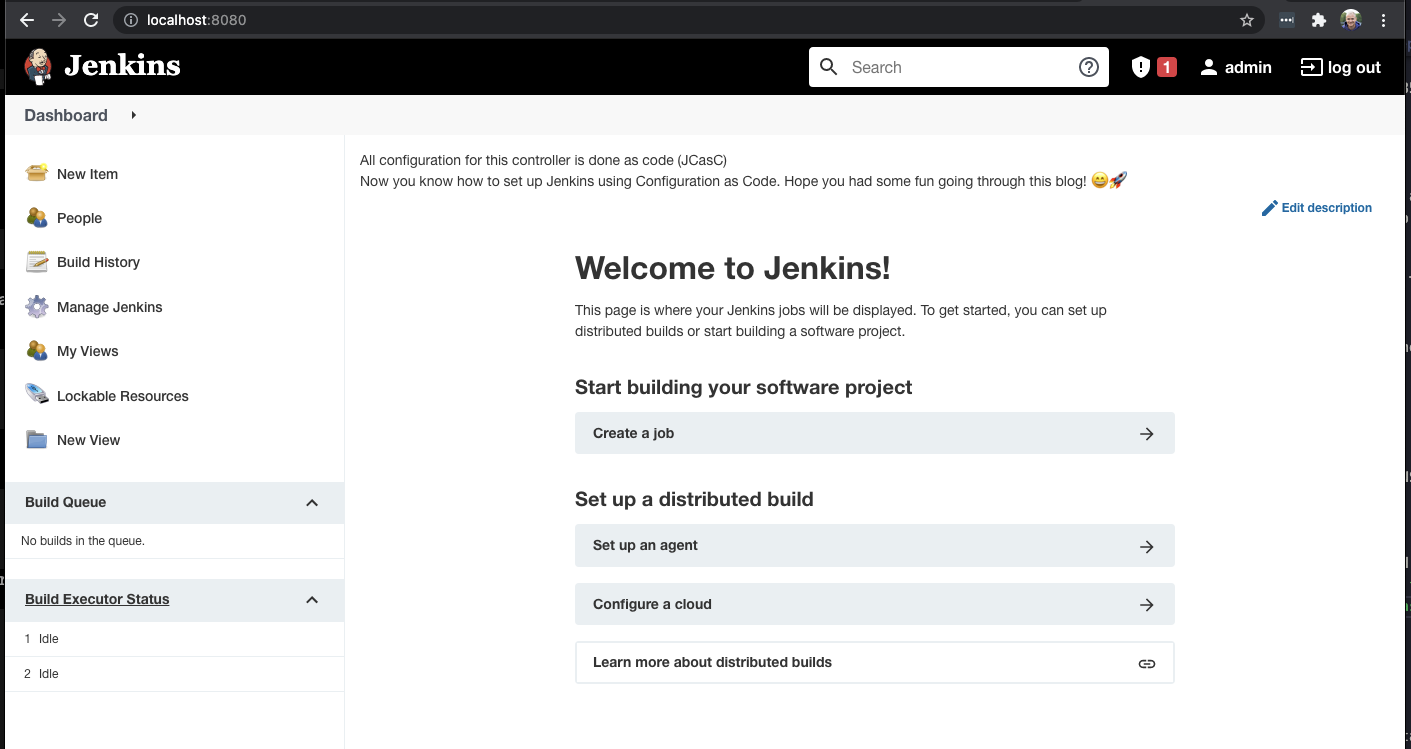 localhost:8080
Jenkins
Search
1
admin
log out
Dashboard
New Item
People
Build History
Manage Jenkins
My Views
Lockable Resources
New View
Build Queue
No builds in the queue.
Build Executor Status
1 Idle
2 Idle
All configuration for this controller is done as code (JCasC)
Now you know how to set up Jenkins using Configuration as Code. Hope you had some fun going through this blog! 😄🚀
Edit description
Welcome to Jenkins!
This page is where your Jenkins jobs will be displayed. To get started, you can set up
distributed builds or start building a software project.
Start building your software project
Create a job
Set up a distributed build
Set up an agent
Configure a cloud
Learn more about distributed builds